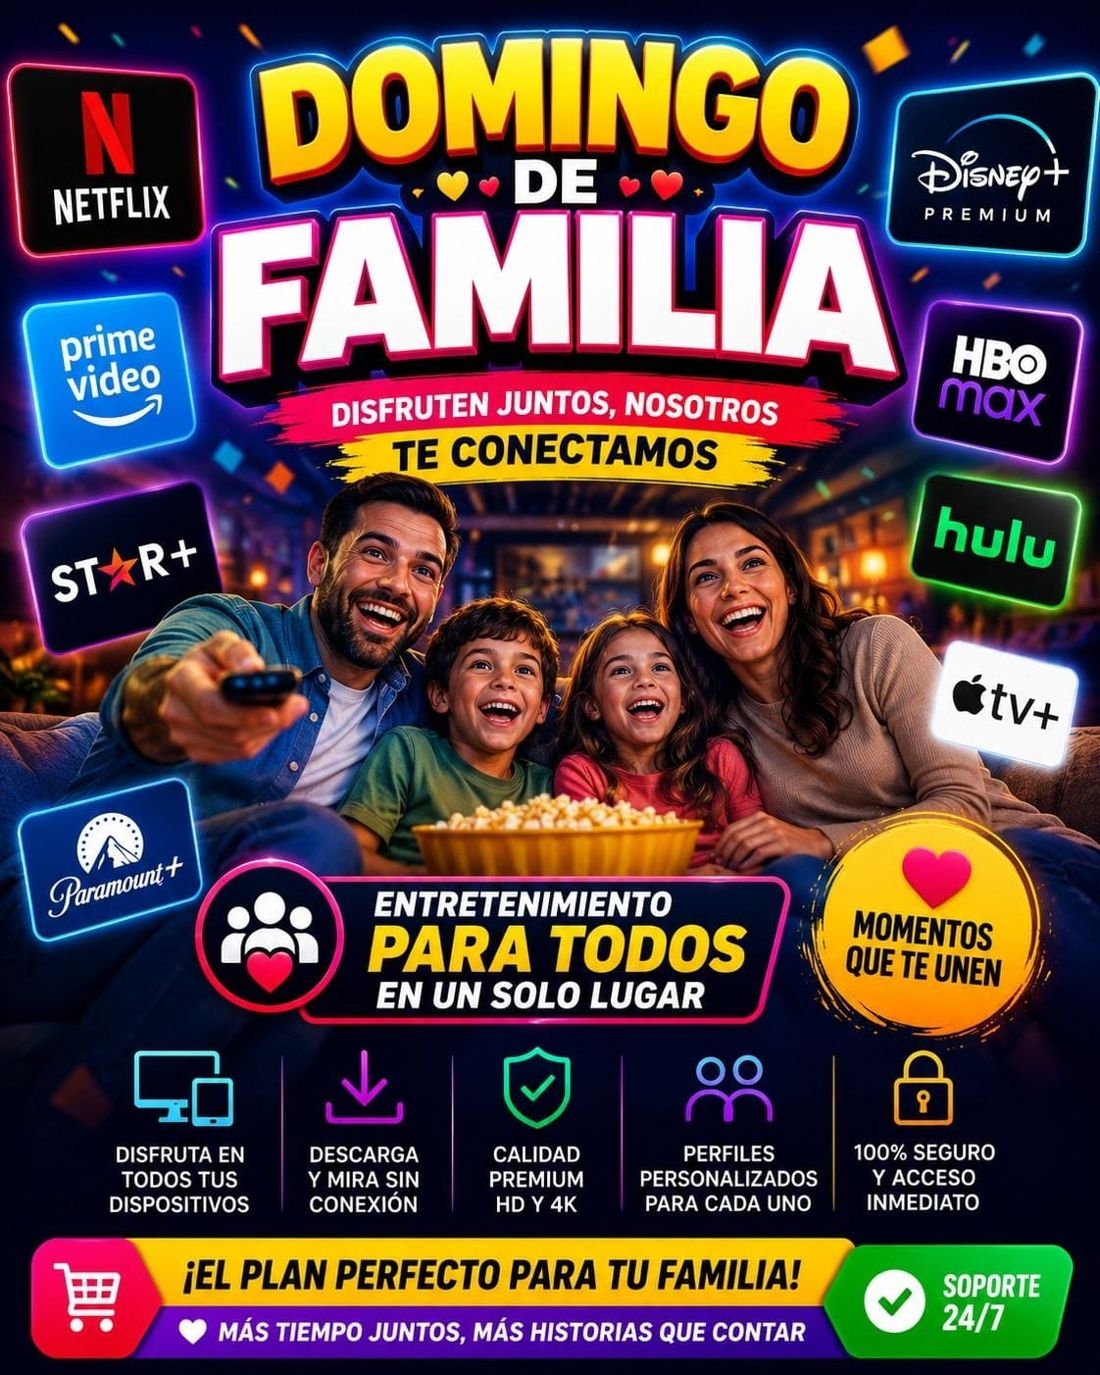 DOMINGO
DE
FAMILIA
DISFRUTEN JUNTOS, NOSOTROS
TE CONECTAMOS
NETFLIX
Disney+
PREMIUM
prime
video
HBO
max
STAR+
hulu
tv+
Paramount+
ENTRETENIMIENTO
PARA TODOS
EN UN SOLO LUGAR
MOMENTOS
QUE TE UNEN
DISFRUTA EN
TODOS TUS
DISPOSITIVOS
DESCARGA
Y MIRA SIN
CONEXIÓN
CALIDAD
PREMIUM
HD Y 4K
PERFILES
PERSONALIZADOS
PARA CADA UNO
100% SEGURO
Y ACCESO
INMEDIATO
¡EL PLAN PERFECTO PARA TU FAMILIA!
MÁS TIEMPO JUNTOS, MÁS HISTORIAS QUE CONTAR
SOPORTE
24/7